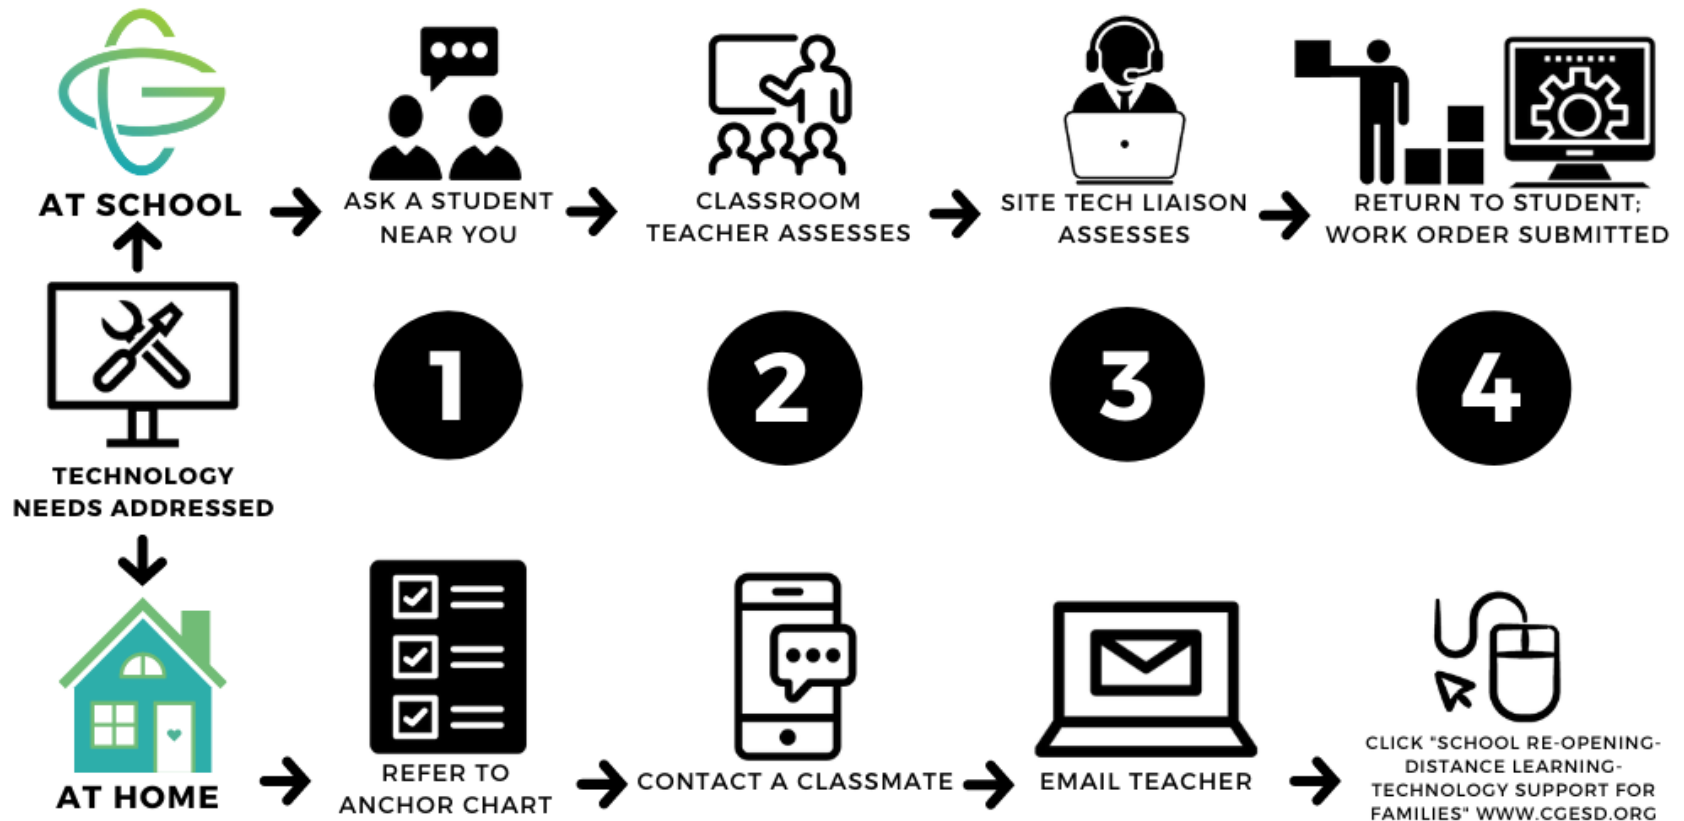 AT SCHOOL
ASK A STUDENT
NEAR YOU
CLASSROOM
TEACHER ASSESSES
SITE TECH LIAISON
ASSESSES
RETURN TO STUDENT;
WORK ORDER SUBMITTED
TECHNOLOGY
NEEDS ADDRESSED
1
2
3
4
AT HOME
REFER TO
ANCHOR CHART
CONTACT A CLASSMATE
EMAIL TEACHER
CLICK "SCHOOL RE-OPENING-
DISTANCE LEARNING-
TECHNOLOGY SUPPORT FOR
FAMILIES" WWW.CGESD.ORG